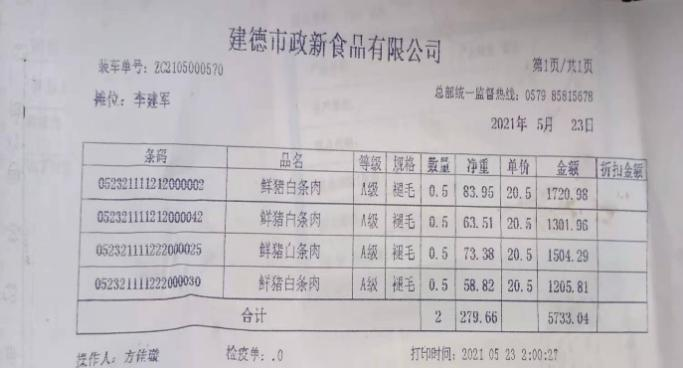 建德市政新食品有限公司
装车单号: ZC2105000570 第1页/共1页
摊位: 李建军 总部统一监督热线: 0579 85815678
2021年 5月 23日
条码 品名 等级 规格 数量 净重 单价 金额 折扣金额
052321111212000002 鲜猪白条肉 A级 褪毛 0.5 83.95 20.5 1720.98
052321111212000042 鲜猪白条肉 A级 褪毛 0.5 63.51 20.5 1301.96
052321111222000025 鲜猪白条肉 A级 褪毛 0.5 73.38 20.5 1504.29
052321111222000030 鲜猪白条肉 A级 褪毛 0.5 58.82 20.5 1205.81
合计 2 279.66 5733.04
操作人: 方佳璇 检疫季: .0 打印时间: 2021 05 23 2:00:27